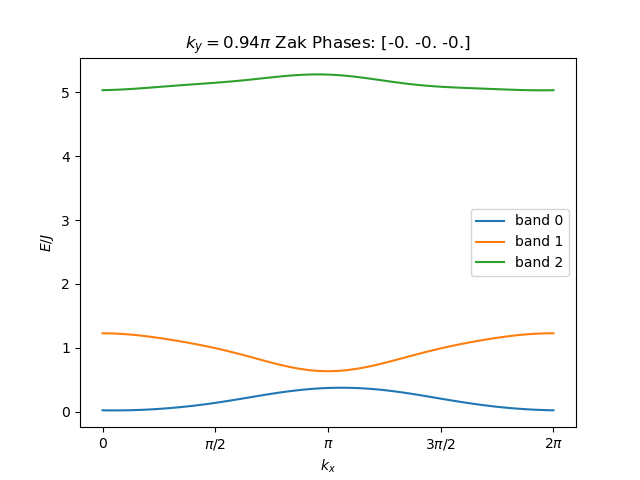 $k_y = 0.94\pi$ Zak Phases: [-0. -0. -0.]
E/J
5
4
3
2
1
0
band 0
band 1
band 2
0
π/2
π
3π/2
2π
$k_x$